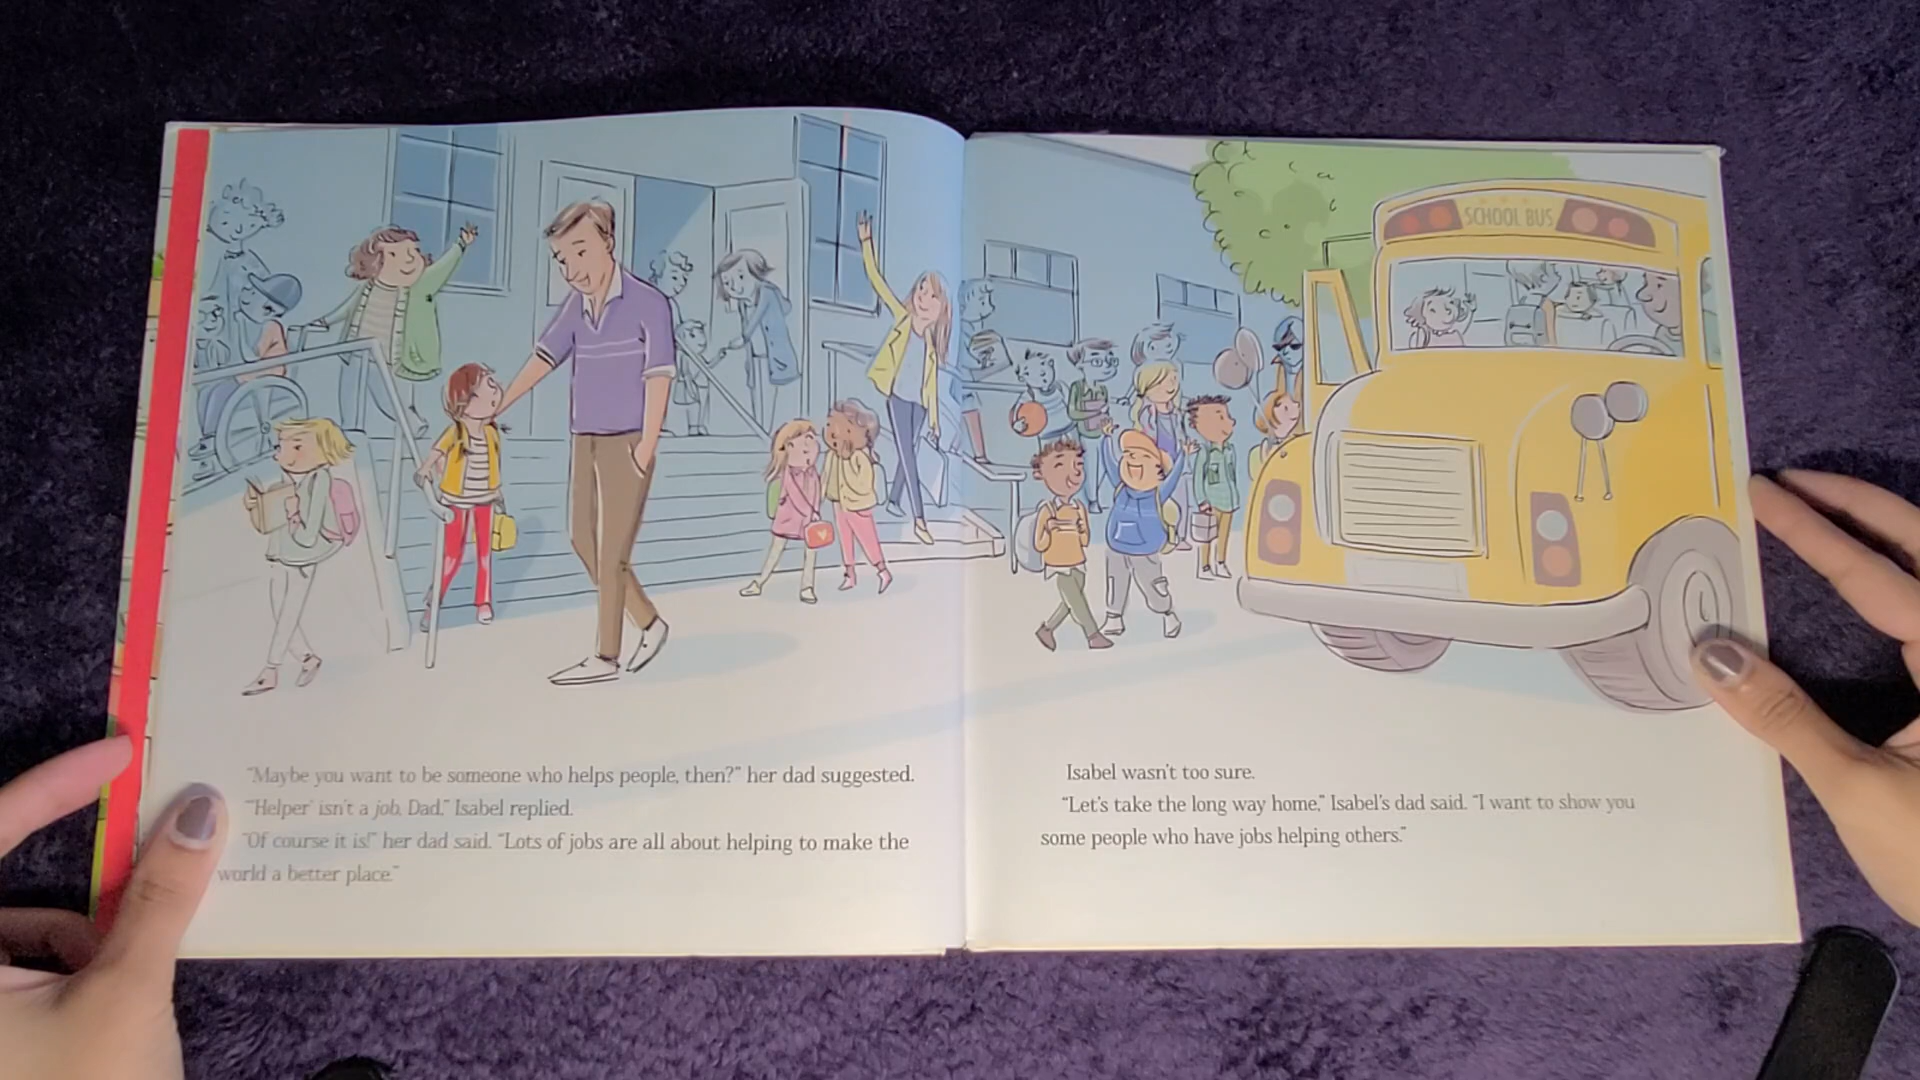 SCHOOL BUS
"Maybe you want to be someone who helps people, then?" her dad suggested.
"'Helper' isn't a job, Dad," Isabel replied.
"Of course it is!" her dad said. "Lots of jobs are all about helping to make the
world a better place."
Isabel wasn't too sure.
"Let's take the long way home," Isabel's dad said. "I want to show you
some people who have jobs helping others."